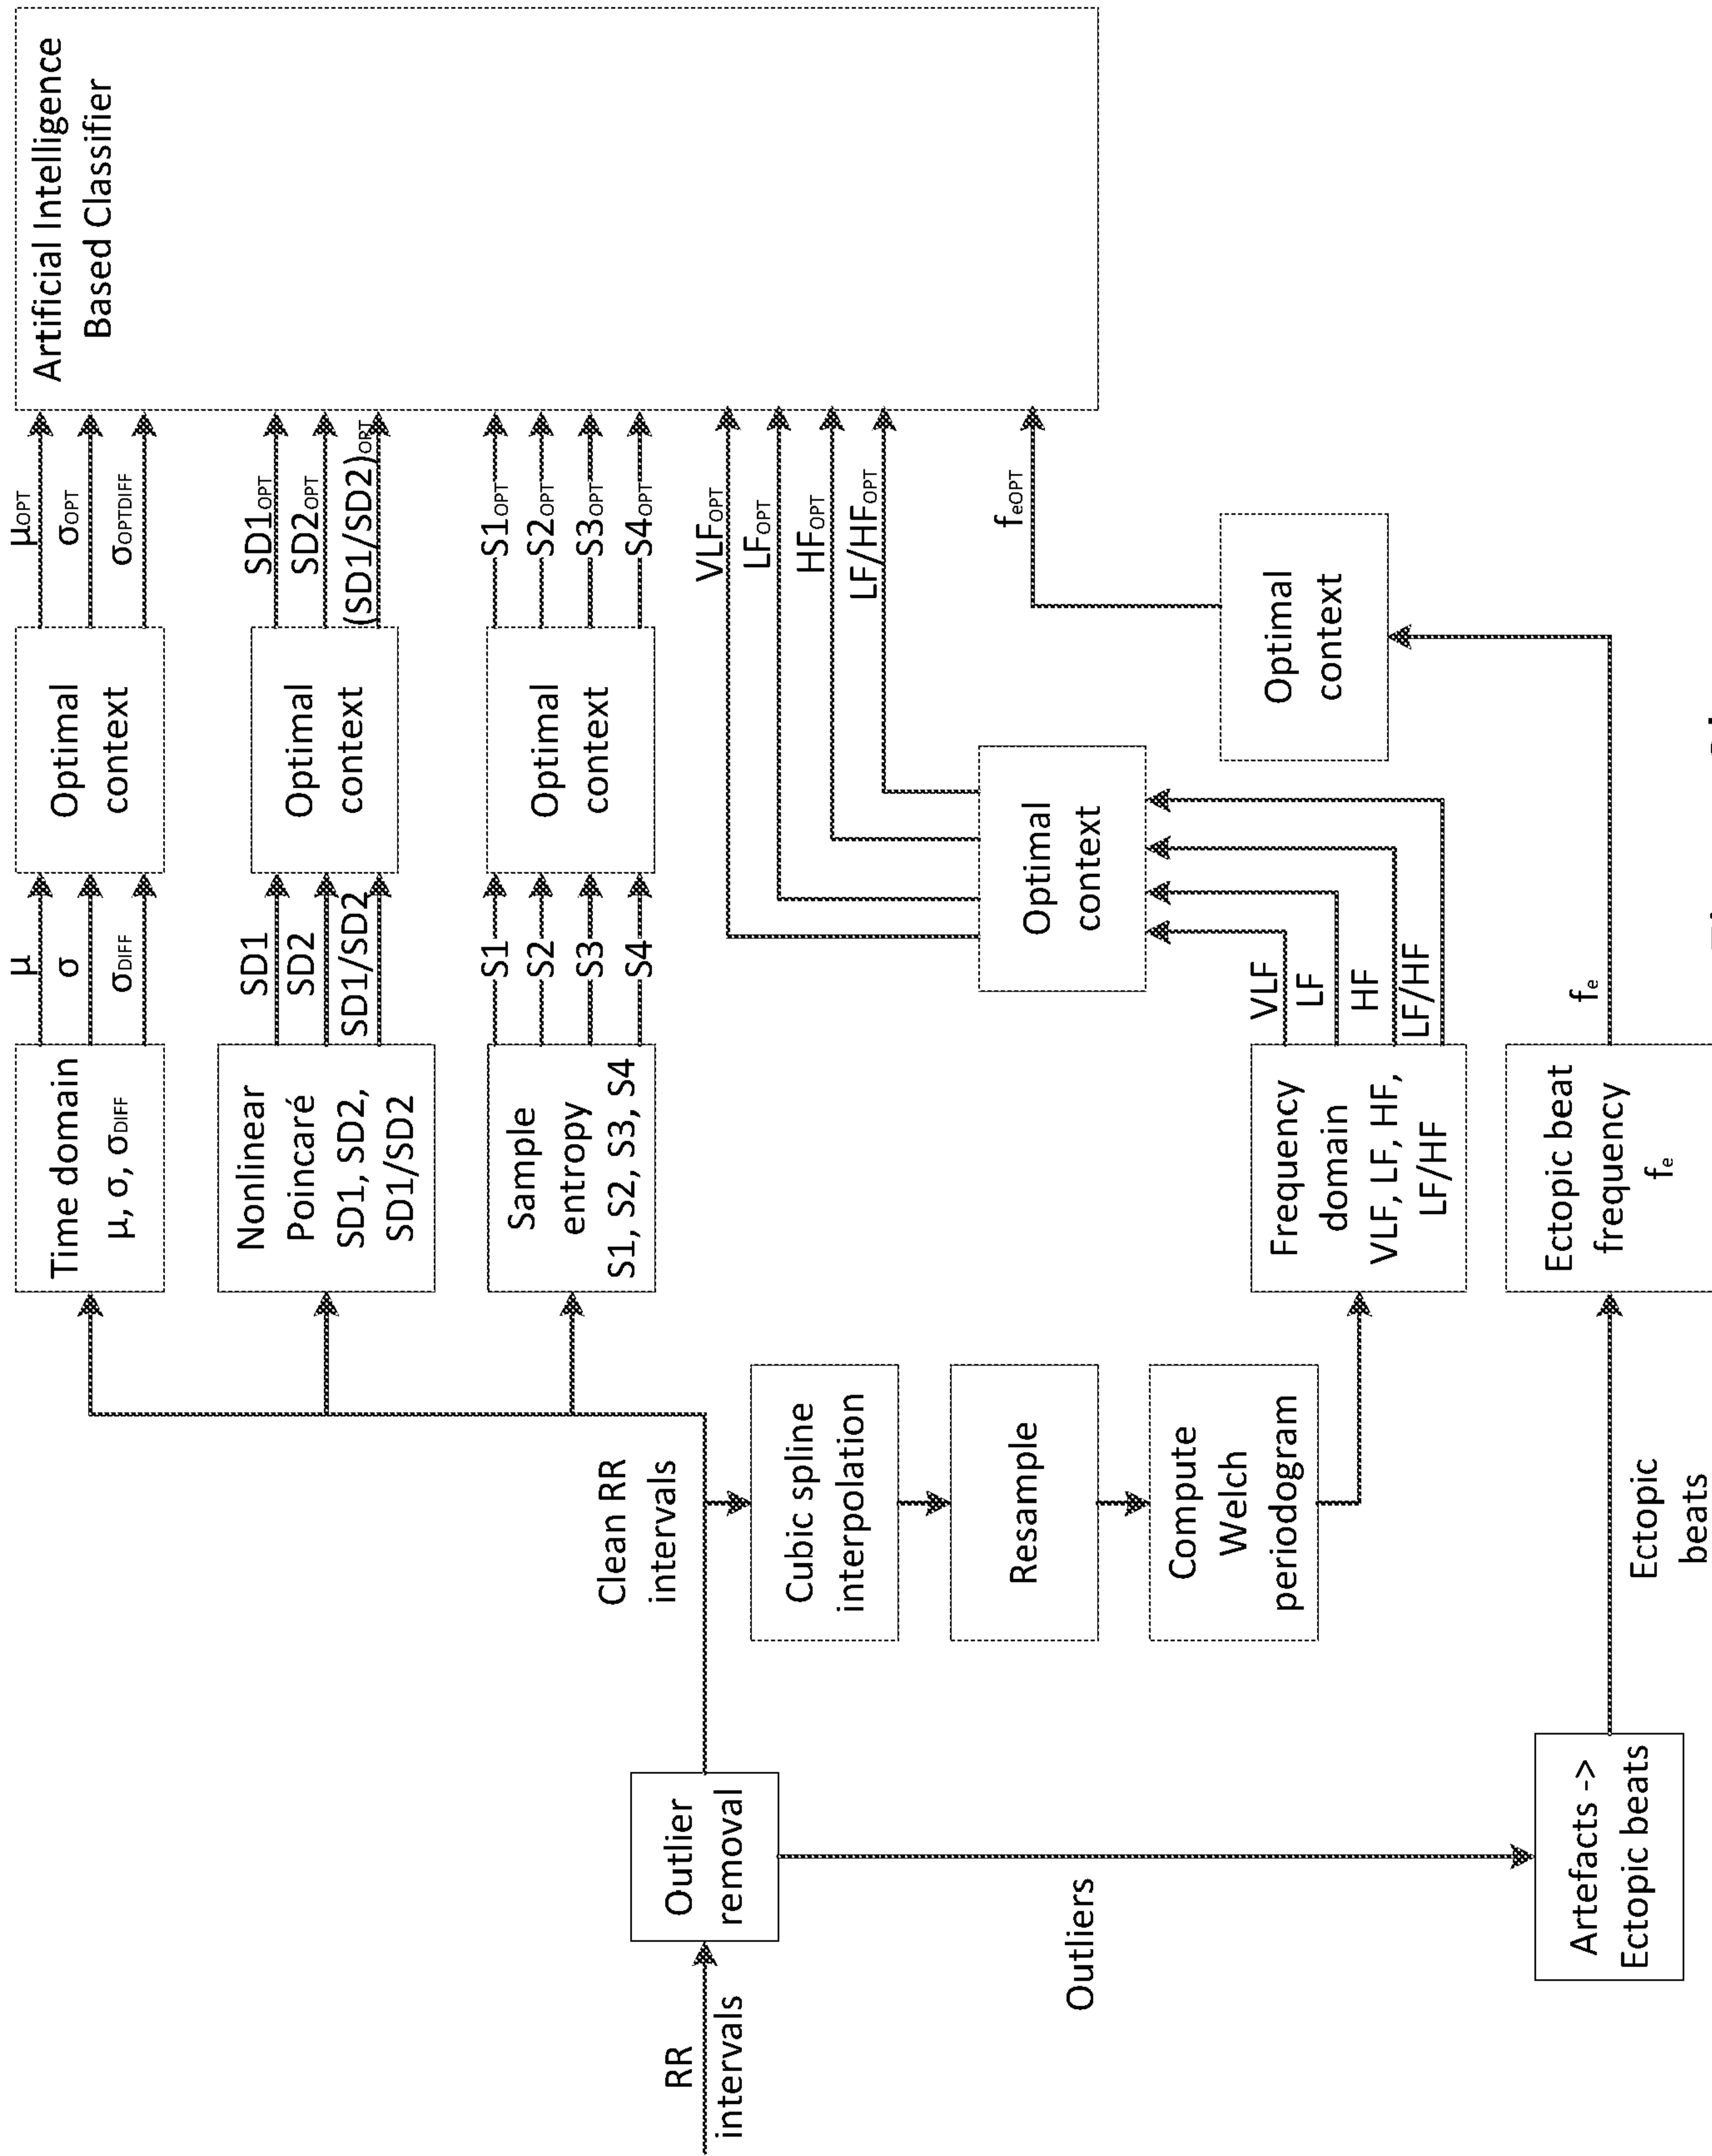 RR
intervals
Outlier
removal
Outliers
Artefacts ->
Ectopic beats
Ectopic
beats
Clean RR
intervals
Cubic spline
interpolation
Resample
Compute
Welch
periodogram
Time domain
μ, σ, σDIFF
Nonlinear
Poincaré
SD1, SD2,
SD1/SD2
Sample
entropy
S1, S2, S3, S4
Frequency
domain
VLF, LF, HF,
LF/HF
Ectopic beat
frequency
fe
μ
σ
σDIFF
SD1
SD2
SD1/SD2
S1
S2
S3
S4
VLF
LF
HF
LF/HF
fe
Optimal
context
Optimal
context
Optimal
context
Optimal
context
Optimal
context
μOPT
σOPT
σOPTDIFF
SD1OPT
SD2OPT
(SD1/SD2)OPT
S1OPT
S2OPT
S3OPT
S4OPT
VLFOPT
LFOPT
HFOPT
LF/HFOPT
feOPT
Artificial Intelligence
Based Classifier